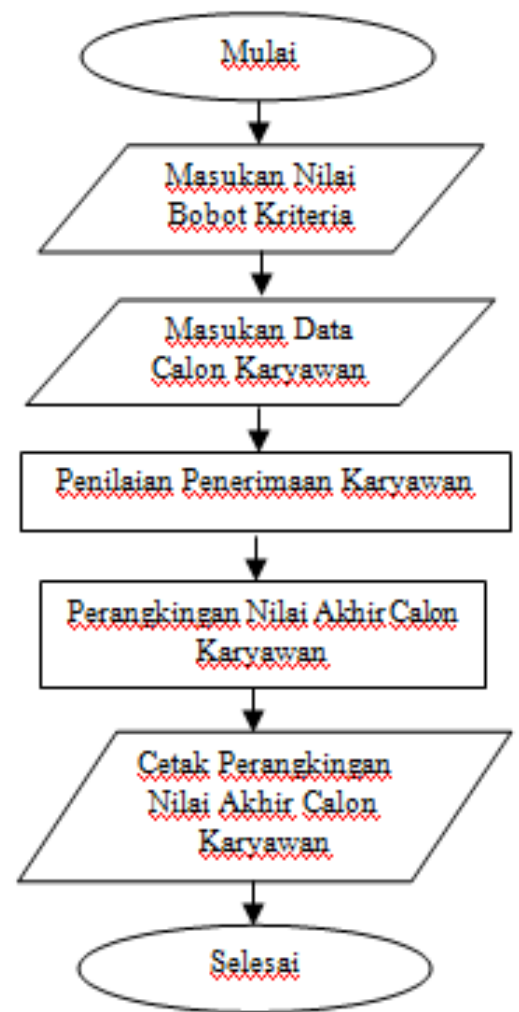 Mulai
Masukan Nilai
Bobot Kriteria
Masukan Data
Calon Karyawan
Penilaian Penerimaan Karyawan
Perangkingan Nilai Akhir Calon
Karyawan
Cetak Perangkingan
Nilai Akhir Calon
Karyawan
Selesai